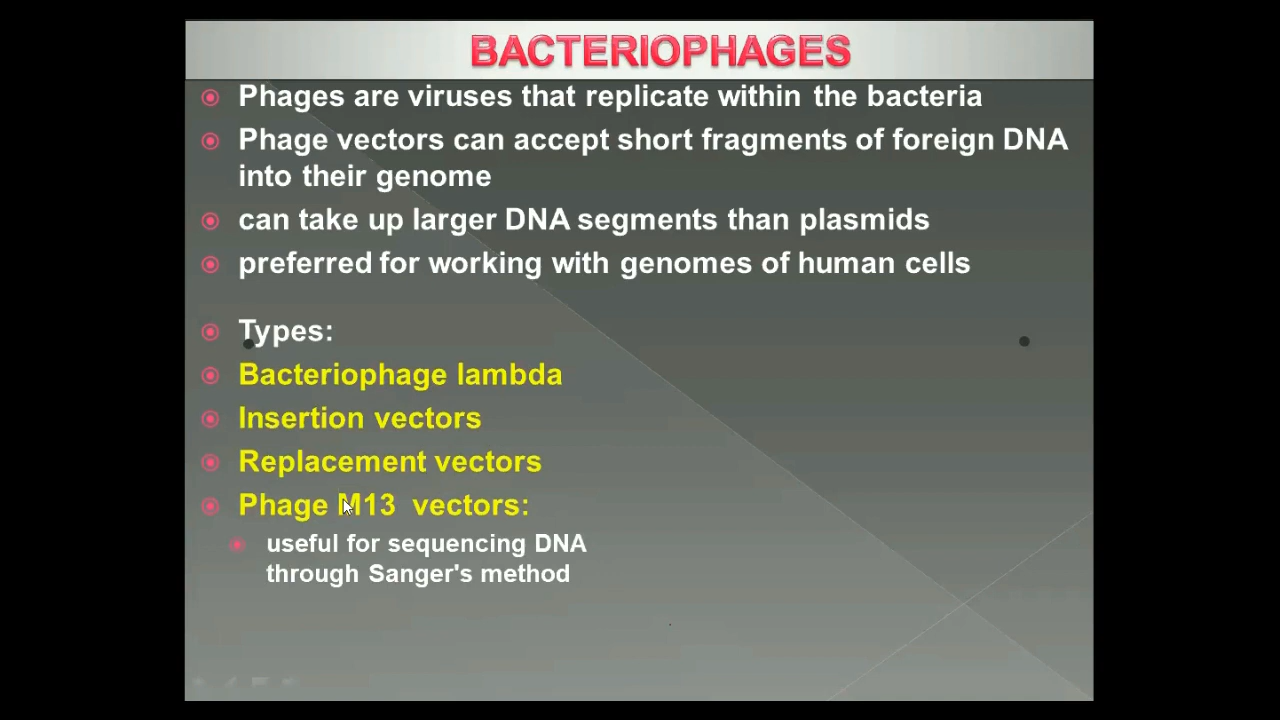 BACTERIOPHAGES
Phages are viruses that replicate within the bacteria
Phage vectors can accept short fragments of foreign DNA
into their genome
can take up larger DNA segments than plasmids
preferred for working with genomes of human cells
Types:
Bacteriophage lambda
Insertion vectors
Replacement vectors
Phage M13 vectors:
useful for sequencing DNA
through Sanger's method